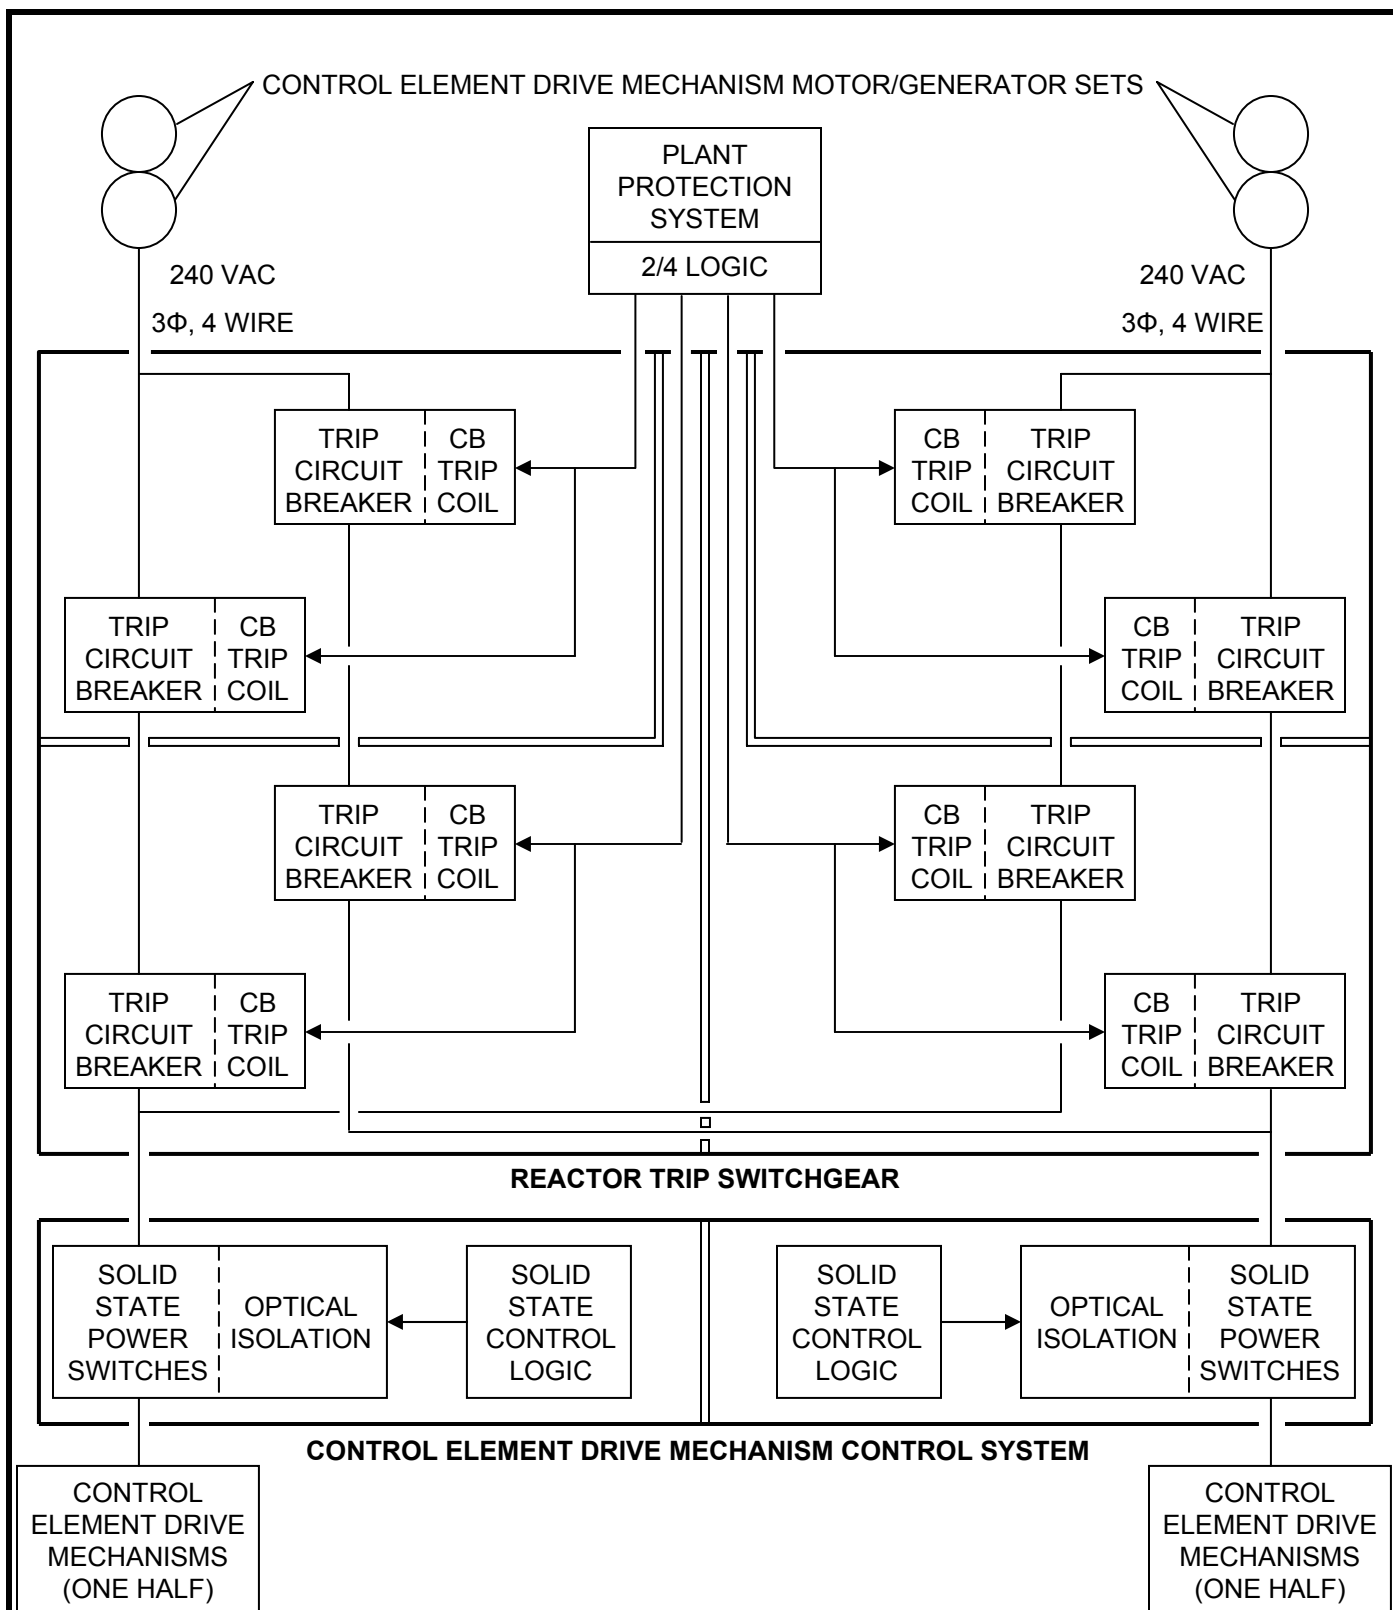 CONTROL ELEMENT DRIVE MECHANISM MOTOR/GENERATOR SETS
PLANT
PROTECTION
SYSTEM
2/4 LOGIC
240 VAC
3Φ, 4 WIRE
240 VAC
3Φ, 4 WIRE
TRIP
CIRCUIT
BREAKER
CB
TRIP
COIL
CB
TRIP
COIL
TRIP
CIRCUIT
BREAKER
TRIP
CIRCUIT
BREAKER
CB
TRIP
COIL
CB
TRIP
COIL
TRIP
CIRCUIT
BREAKER
TRIP
CIRCUIT
BREAKER
CB
TRIP
COIL
CB
TRIP
COIL
TRIP
CIRCUIT
BREAKER
TRIP
CIRCUIT
BREAKER
CB
TRIP
COIL
CB
TRIP
COIL
TRIP
CIRCUIT
BREAKER
REACTOR TRIP SWITCHGEAR
SOLID
STATE
POWER
SWITCHES
OPTICAL
ISOLATION
SOLID
STATE
CONTROL
LOGIC
SOLID
STATE
CONTROL
LOGIC
OPTICAL
ISOLATION
SOLID
STATE
POWER
SWITCHES
CONTROL ELEMENT DRIVE MECHANISM CONTROL SYSTEM
CONTROL
ELEMENT DRIVE
MECHANISMS
(ONE HALF)
CONTROL
ELEMENT DRIVE
MECHANISMS
(ONE HALF)